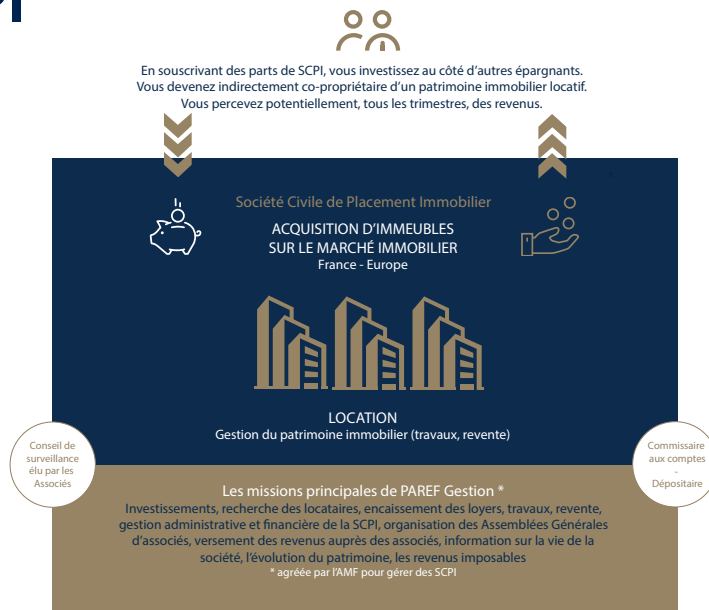 En souscrivant des parts de SCPI, vous investissez au côté d’autres épargnants.
Vous devenez indirectement co-propriétaire d’un patrimoine immobilier locatif.
Vous percevez potentiellement, tous les trimestres, des revenus.
Société Civile de Placement Immobilier
ACQUISITION D’IMMEUBLES
SUR LE MARCHÉ IMMOBILIER
France - Europe
LOCATION
Gestion du patrimoine immobilier (travaux, revente)
Conseil de
surveillance
élu par les
Associés
Commissaire
aux comptes
-
Dépositaire
Les missions principales de PAREF Gestion *
Investissements, recherche des locataires, encaissement des loyers, travaux, revente,
gestion administrative et financière de la SCPI, organisation des Assemblées Générales
d’associés, versement des revenus auprès des associés, information sur la vie de la
société, l’évolution du patrimoine, les revenus imposables
* agréée par l’AMF pour gérer des SCPI